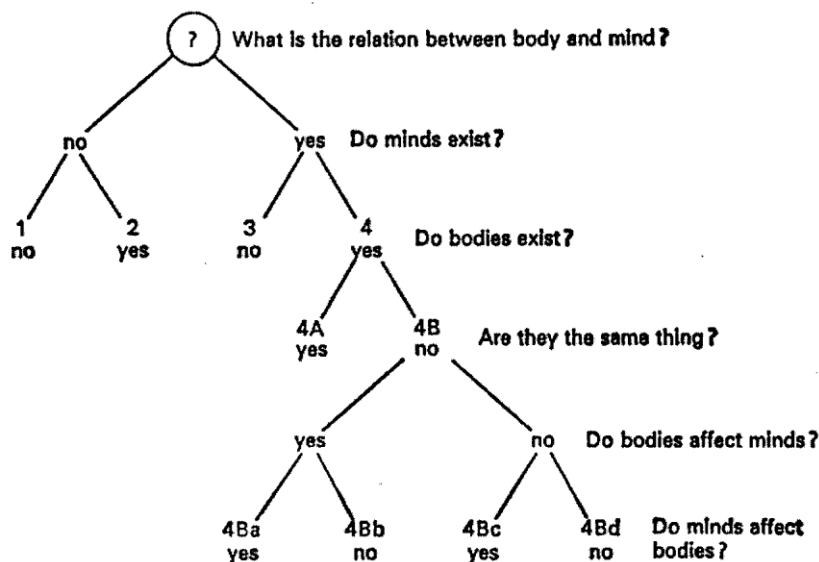 ? What is the relation between body and mind?
no yes Do minds exist?
1 2 3 4
no yes no yes Do bodies exist?
4A 4B
yes no Are they the same thing?
yes no Do bodies affect minds?
4Ba 4Bb 4Bc 4Bd Do minds affect
yes no yes no bodies?